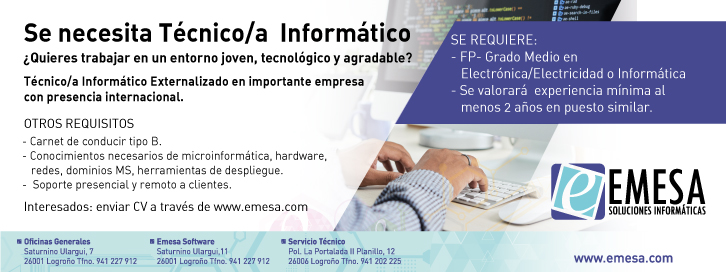 Se necesita Técnico/a Informático
¿Quieres trabajar en un entorno joven, tecnológico y agradable?
Técnico/a Informático Externalizado en importante empresa
con presencia internacional.
OTROS REQUISITOS
- Carnet de conducir tipo B.
- Conocimientos necesarios de microinformática, hardware,
redes, dominios MS, herramientas de despliegue.
- Soporte presencial y remoto a clientes.
Interesados: enviar CV a través de www.emesa.com
SE REQUIERE:
- FP- Grado Medio en
Electrónica/Electricidad o Informática
- Se valorará experiencia mínima al
menos 2 años en puesto similar.
e EMESA
SOLUCIONES INFORMÁTICAS
Oficinas Generales
Saturnino Ulargui, 7
26001 Logroño Tfno. 941 227 912
Emesa Software
Saturnino Ulargui,11
26001 Logroño Tfno. 941 227 912
Servicio Técnico
Pol. La Portalada II Planillo, 12
26006 Logroño Tfno. 941 202 225
www.emesa.com